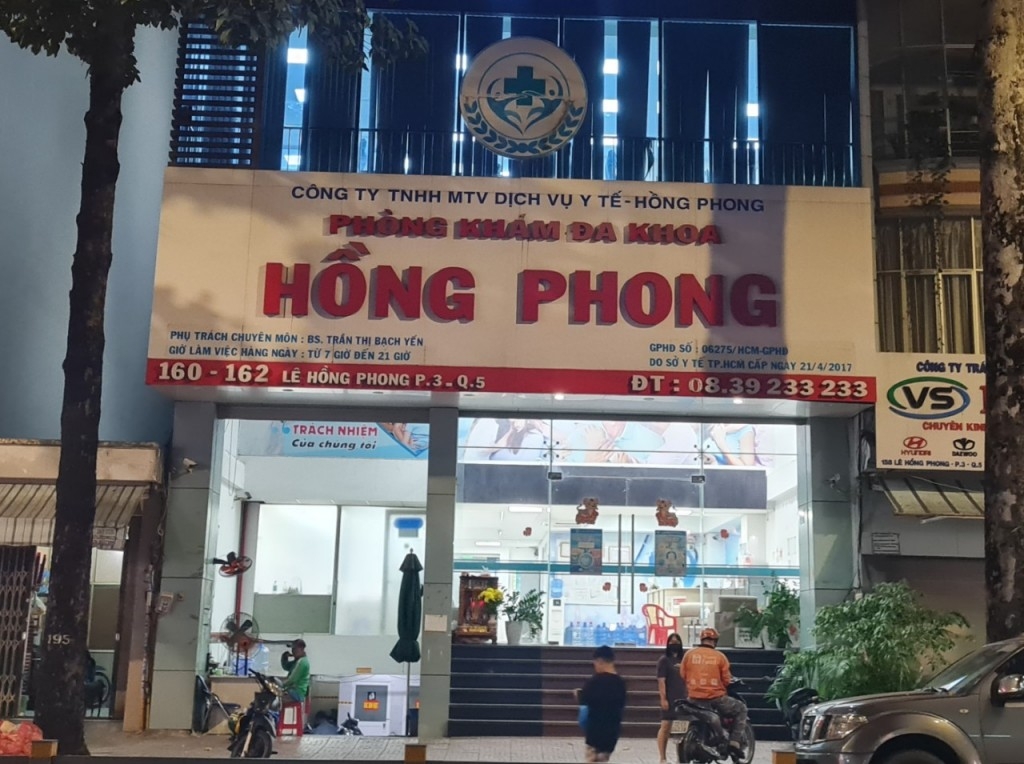 CÔNG TY TNHH MTV DỊCH VỤ Y TẾ - HỒNG PHONG
PHÒNG KHÁM ĐA KHOA
HỒNG PHONG
PHỤ TRÁCH CHUYÊN MÔN : BS. TRẦN THỊ BẠCH YẾN
GIỜ LÀM VIỆC HÀNG NGÀY : TỪ 7 GIỜ ĐẾN 21 GIỜ
GPHĐ SỐ : 06275/HCM-GPHĐ
DO SỞ Y TẾ TP.HCM CẤP NGÀY 21/4/2017
160 - 162 LÊ HỒNG PHONG P.3 - Q.5
ĐT : 08.39 233 233
CÔNG TY TRÁ
VS
CHUYÊN KIN
HYUNDAI
DAEWOO
158 LÊ HỒNG PHONG - P.3 - Q.5
TRÁCH NHIỆM
Của chúng tôi
195